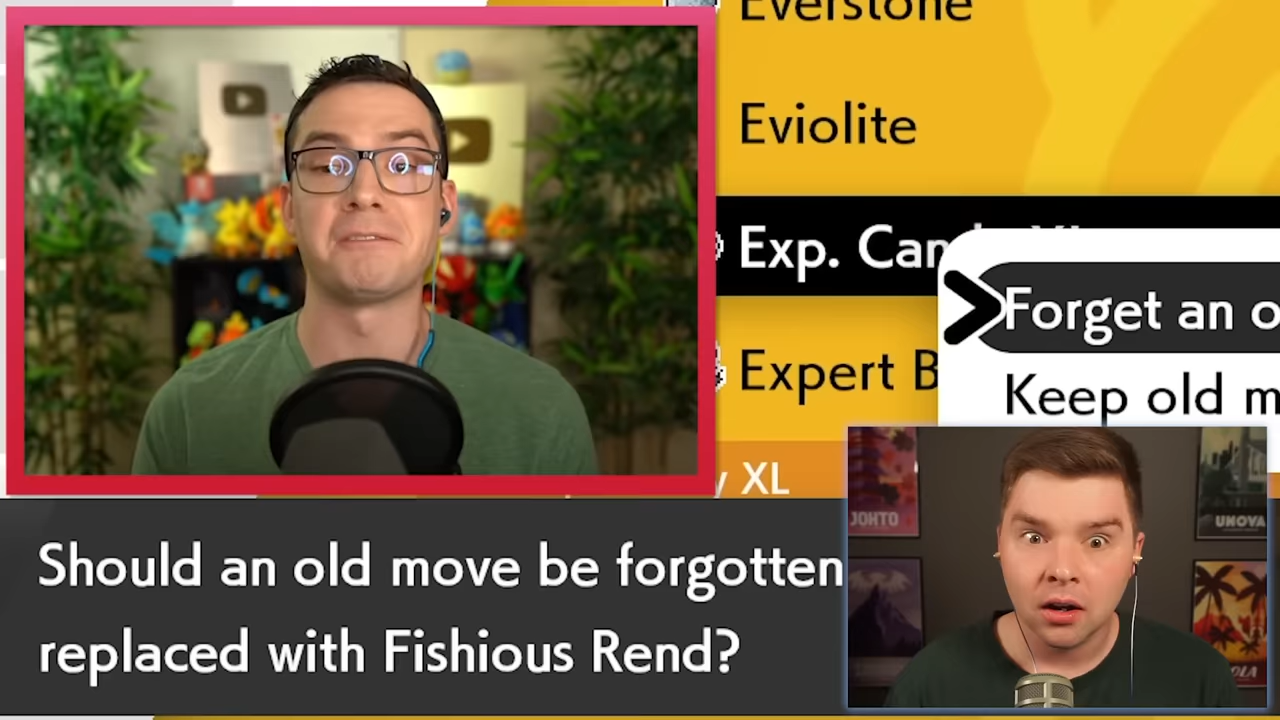 Everstone
Eviolite
Exp. Can
Forget an o
Expert B
Keep old m
XL
JOHTO
UNOVA
Should an old move be forgotten
replaced with Fishious Rend?